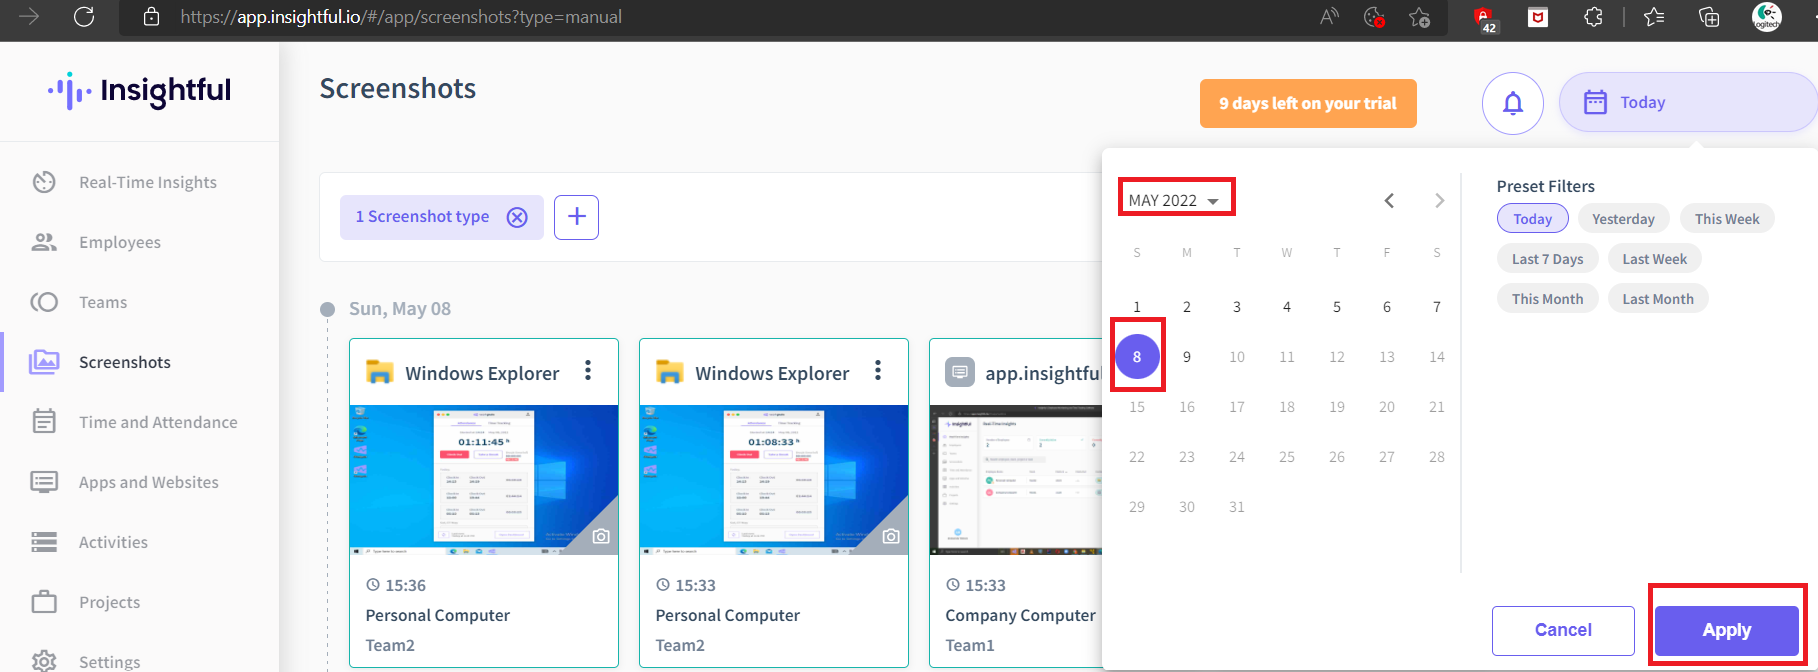 https://app.insightful.io/#/app/screenshots?type=manual
42
Logitech
Insightful
Screenshots
9 days left on your trial
Today
Real-Time Insights
Employees
Teams
Screenshots
Time and Attendance
Apps and Websites
Activities
Projects
Settings
1 Screenshot type
Sun, May 08
Windows Explorer
01:11:45 h
15:36
Personal Computer
Team2
Windows Explorer
01:08:33 h
15:33
Personal Computer
Team2
app.insightful
Insightful
Real-Time Insights
15:33
Company Computer
Team1
MAY 2022
S M T W T F S
1 2 3 4 5 6 7
8 9 10 11 12 13 14
15 16 17 18 19 20 21
22 23 24 25 26 27 28
29 30 31
Preset Filters
Today Yesterday This Week
Last 7 Days Last Week
This Month Last Month
Cancel Apply